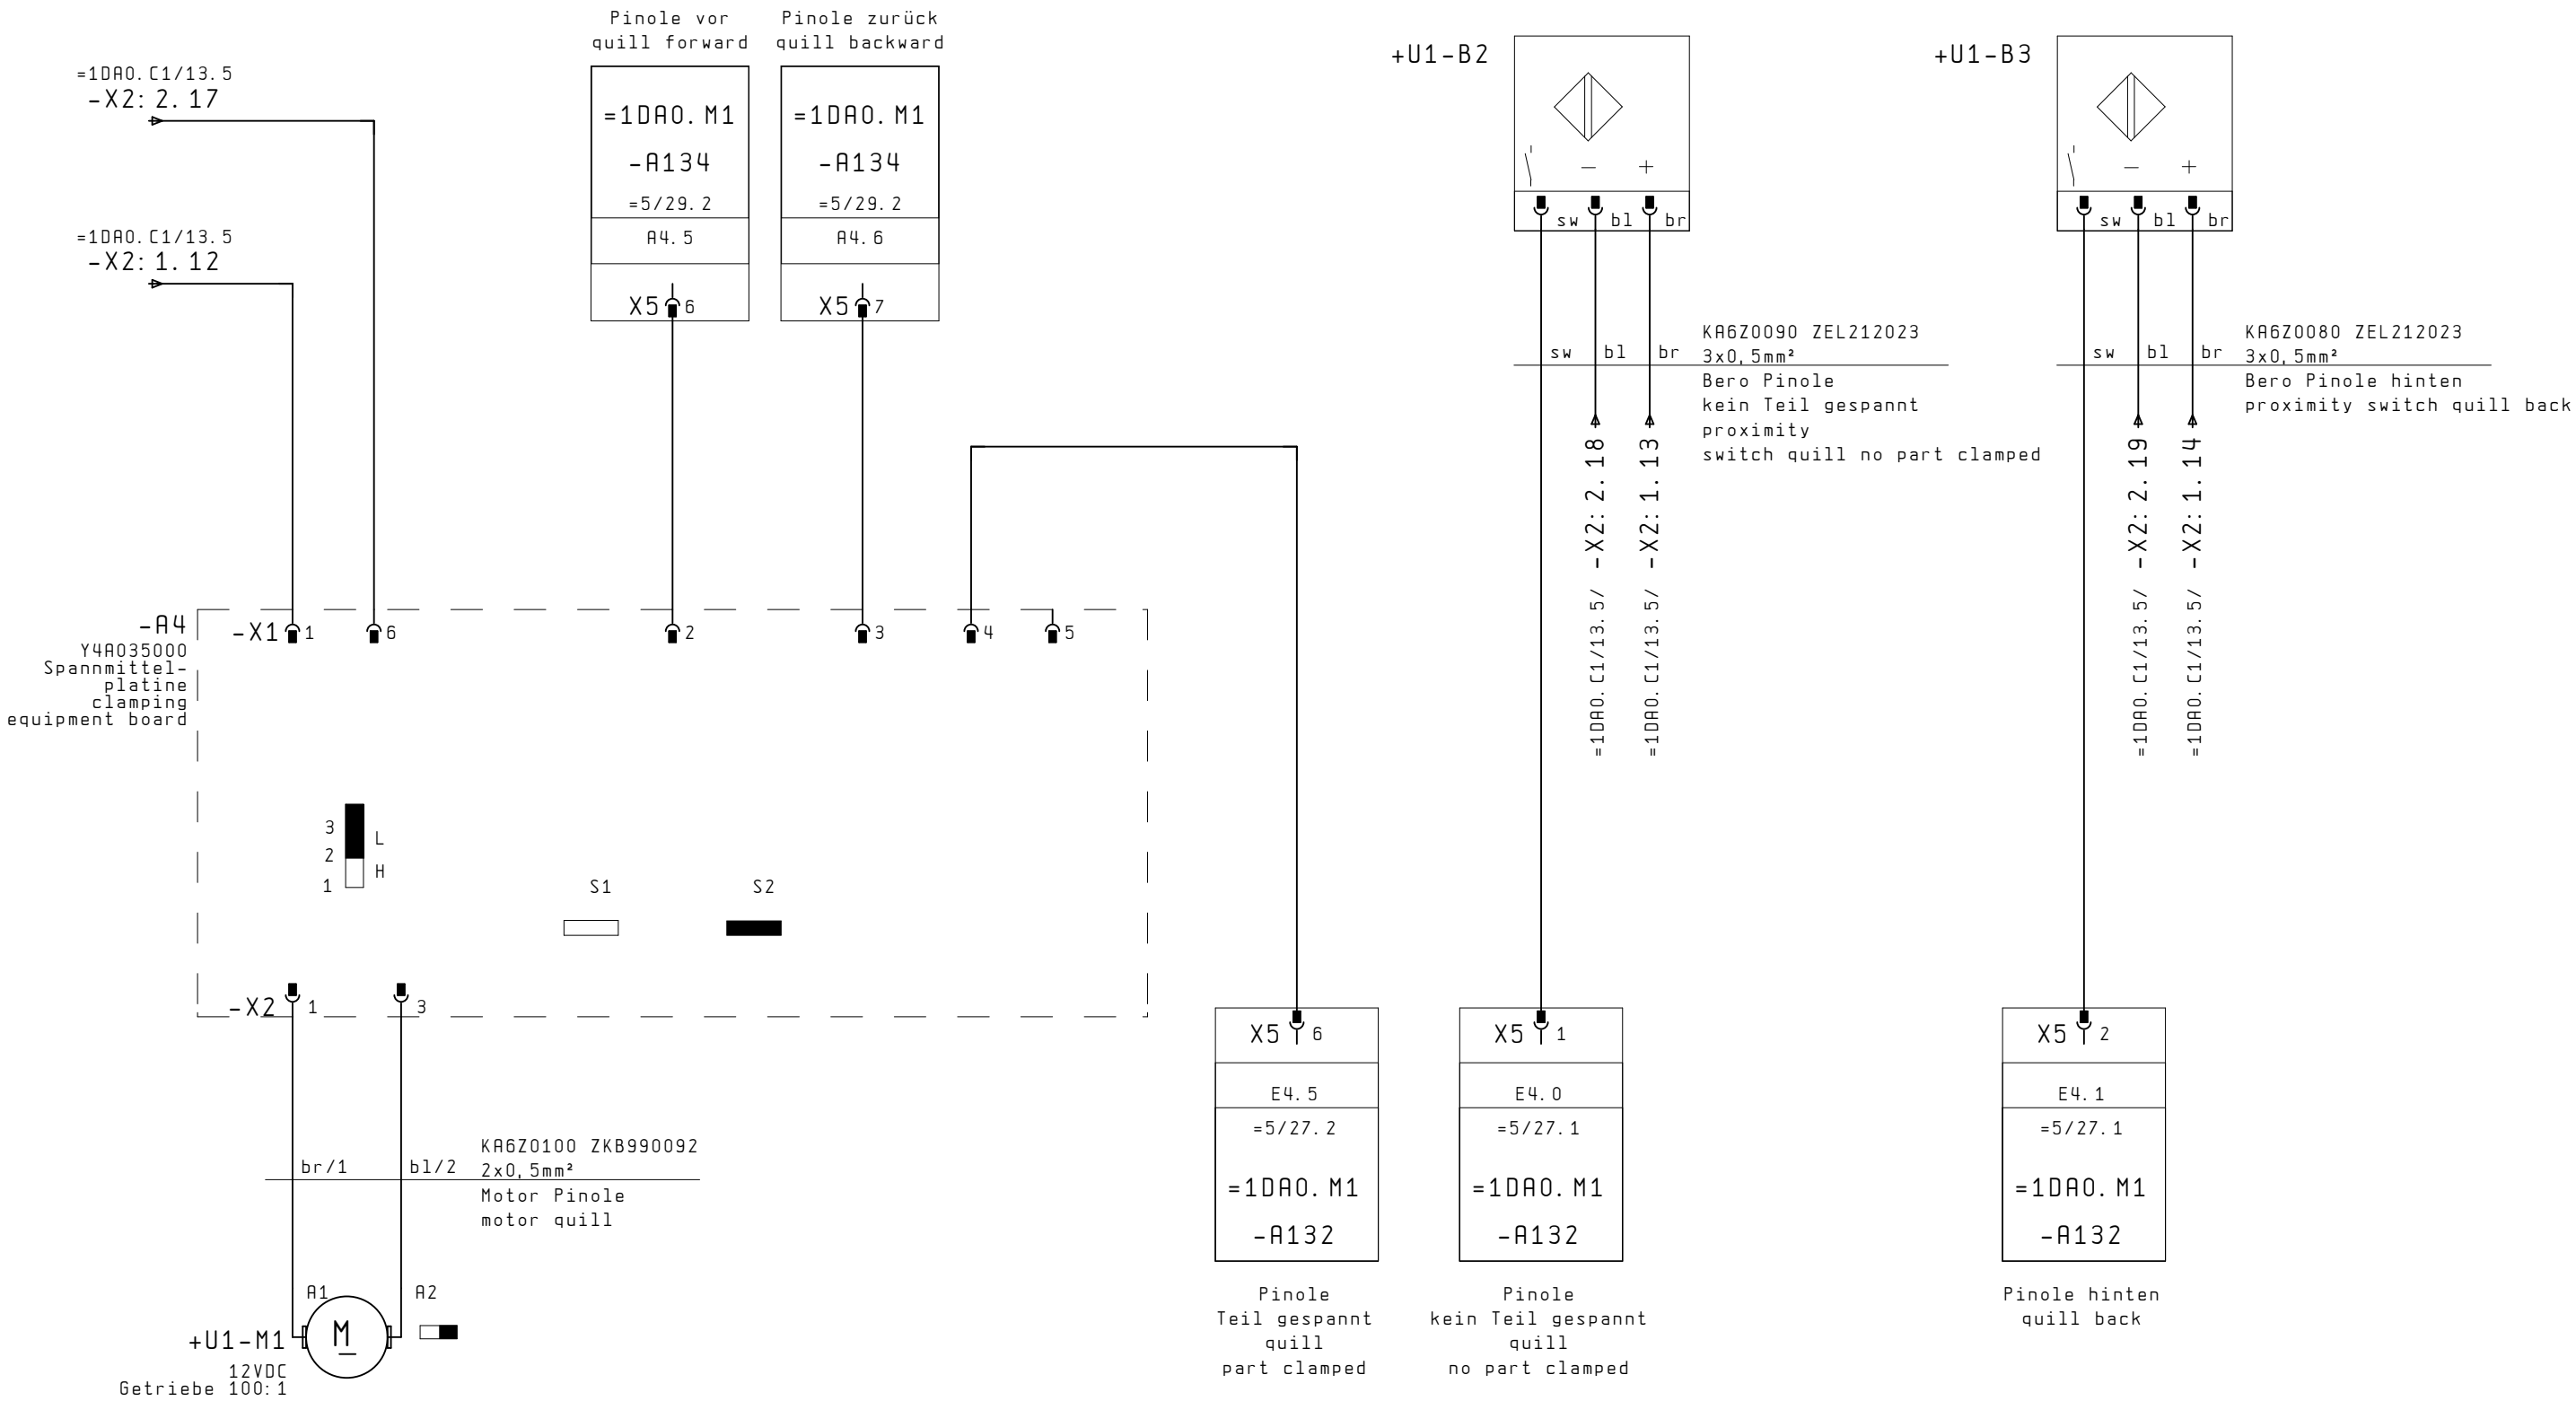 Pinole vor
quill forward
Pinole zurück
quill backward
=1DA0.C1/13.5
-X2:2.17
=1DA0.C1/13.5
-X2:1.12
=1DA0.M1
-A134
=5/29.2
A4.5
X5 6
=1DA0.M1
-A134
=5/29.2
A4.6
X5 7
+U1-B2
- +
sw bl br
+U1-B3
- +
sw bl br
sw bl br
KA6Z0090 ZEL212023
3x0,5mm²
Bero Pinole
kein Teil gespannt
proximity
switch quill no part clamped
=1DA0.C1/13.5/ -X2:2.18
=1DA0.C1/13.5/ -X2:1.13
sw bl br
KA6Z0080 ZEL212023
3x0,5mm²
Bero Pinole hinten
proximity switch quill back
=1DA0.C1/13.5/ -X2:2.19
=1DA0.C1/13.5/ -X2:1.14
-A4
Y4A035000
Spannmittel-
platine
clamping
equipment board
-X1 1 6 2 3 4 5
3
2
1
L
H
S1 S2
-X2 1 3
br/1 bl/2
KA6Z0100 ZKB990092
2x0,5mm²
Motor Pinole
motor quill
A1 A2
M
+U1-M1
12VDC
Getriebe 100:1
X5 6
E4.5
=5/27.2
=1DA0.M1
-A132
Pinole
Teil gespannt
quill
part clamped
X5 1
E4.0
=5/27.1
=1DA0.M1
-A132
Pinole
kein Teil gespannt
quill
no part clamped
X5 2
E4.1
=5/27.1
=1DA0.M1
-A132
Pinole hinten
quill back